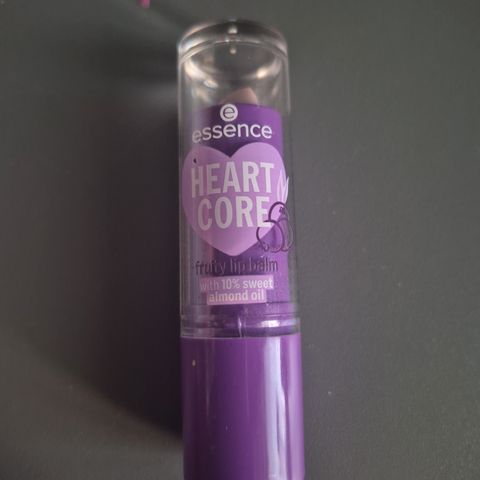 essence
HEART
CORE
fruity lip balm
with 10% sweet
almond oil